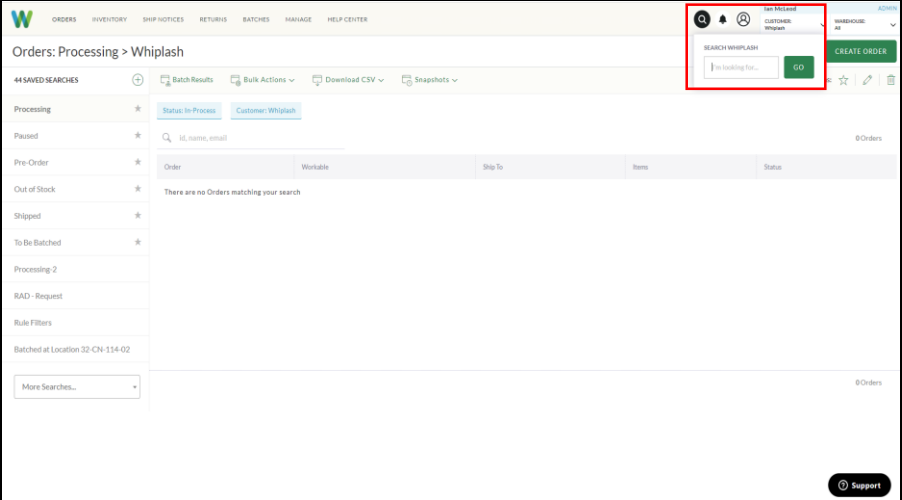 Ian McLeod
ADMIN
ORDERS INVENTORY SHIP NOTICES RETURNS BATCHES MANAGE HELP CENTER
CUSTOMER:
Whiplash
WAREHOUSE:
All
Orders: Processing > Whiplash
SEARCH WHIPLASH
I'm looking for...
GO
CREATE ORDER
44 SAVED SEARCHES
Batch Results Bulk Actions Download CSV Snapshots
Processing
Status: In-Process Customer: Whiplash
Paused
id, name, email
0 Orders
Pre-Order
Order Workable Ship To Items Status
Out of Stock
There are no Orders matching your search
Shipped
To Be Batched
Processing-2
RAD - Request
Rule Filters
Batched at Location 32-CN-114-02
More Searches...
0 Orders
Support